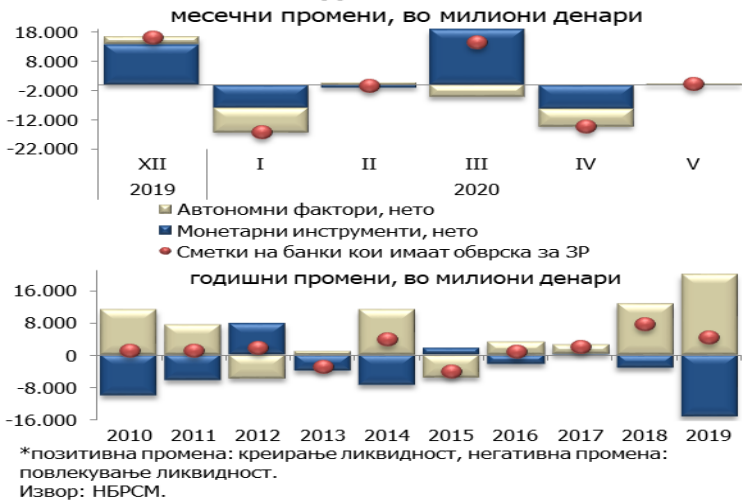 месечни промени, во милиони денари
18.000
8.000
-2.000
-12.000
-22.000
XII I II III IV V
2019 2020
Автономни фактори, нето
Монетарни инструменти, нето
Сметки на банки кои имаат обврска за ЗР
годишни промени, во милиони денари
16.000
8.000
0
-8.000
-16.000
2010 2011 2012 2013 2014 2015 2016 2017 2018 2019
*позитивна промена: креирање ликвидност, негативна промена:
повлекување ликвидност.
Извор: НБРСМ.